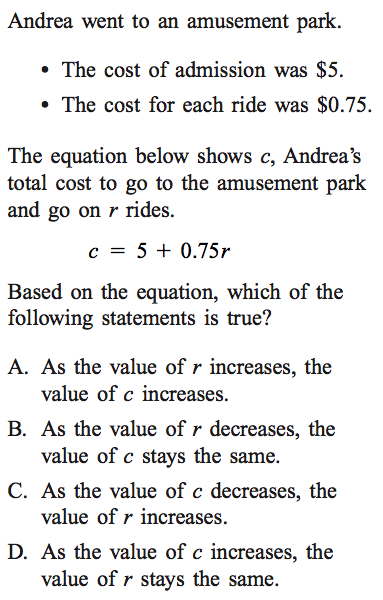 Andrea went to an amusement park.
• The cost of admission was $5.
• The cost for each ride was $0.75.
The equation below shows c, Andrea's
total cost to go to the amusement park
and go on r rides.
c = 5 + 0.75r
Based on the equation, which of the
following statements is true?
A. As the value of r increases, the
value of c increases.
B. As the value of r decreases, the
value of c stays the same.
C. As the value of c decreases, the
value of r increases.
D. As the value of c increases, the
value of r stays the same.